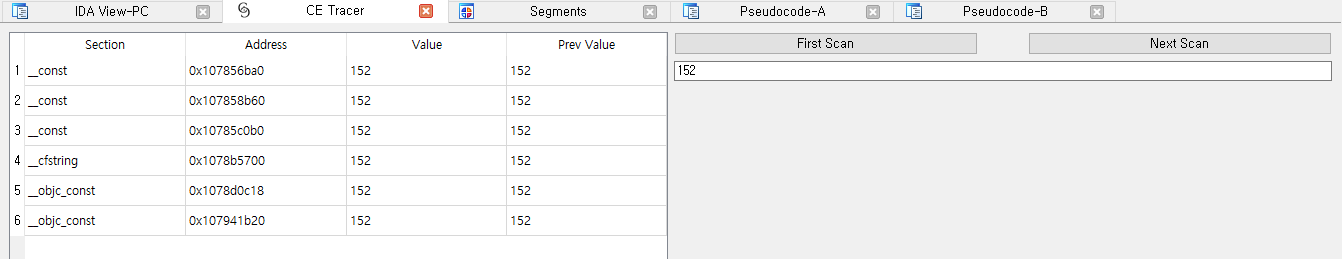 IDA View-PC CE Tracer Segments Pseudocode-A Pseudocode-B
Section Address Value Prev Value First Scan Next Scan
1 __const 0x107856ba0 152 152 152
2 __const 0x107858b60 152 152
3 __const 0x10785c0b0 152 152
4 __cfstring 0x1078b5700 152 152
5 __objc_const 0x1078d0c18 152 152
6 __objc_const 0x107941b20 152 152